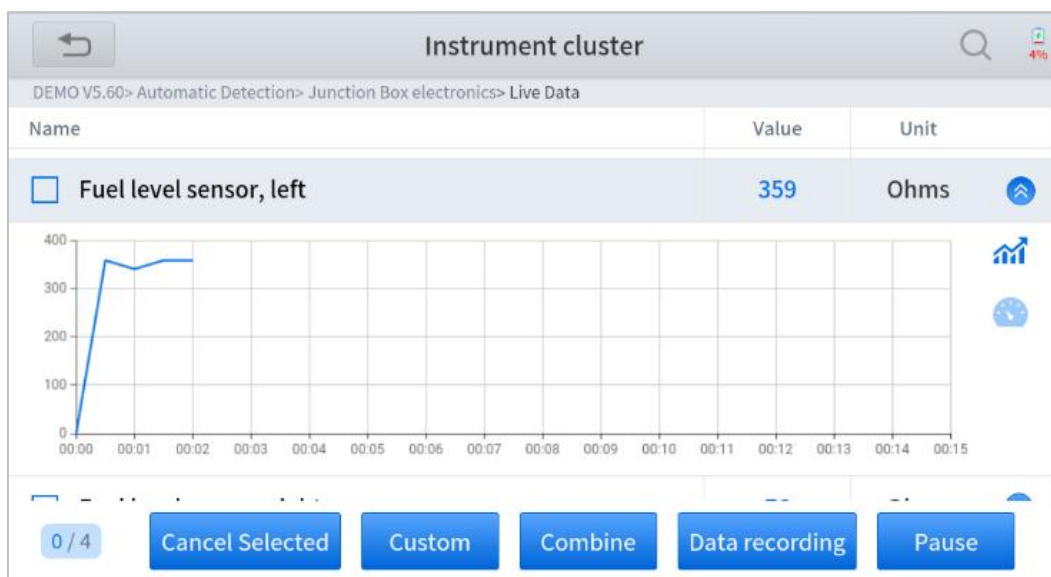 Instrument cluster
4%
DEMO V5.60> Automatic Detection> Junction Box electronics> Live Data
Name Value Unit
Fuel level sensor, left 359 Ohms
400
300
200
100
0
00:00 00:01 00:02 00:03 00:04 00:05 00:06 00:07 00:08 00:09 00:10 00:11 00:12 00:13 00:14 00:15
0 / 4 Cancel Selected Custom Combine Data recording Pause